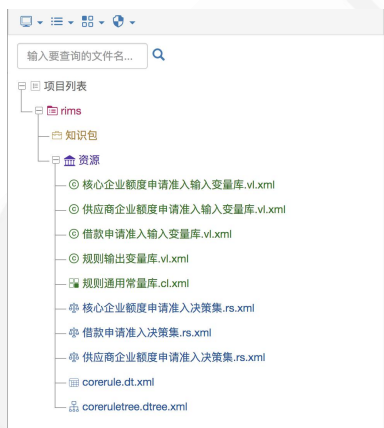 输入要查询的文件名...
项目列表
rims
知识包
资源
核心企业额度申请准入输入变量库.vl.xml
供应商企业额度申请准入输入变量库.vl.xml
借款申请准入输入变量库.vl.xml
规则输出变量库.vl.xml
规则通用常量库.cl.xml
核心企业额度申请准入决策集.rs.xml
借款申请准入决策集.rs.xml
供应商企业额度申请准入决策集.rs.xml
corerule.dt.xml
coreruletree.dtree.xml